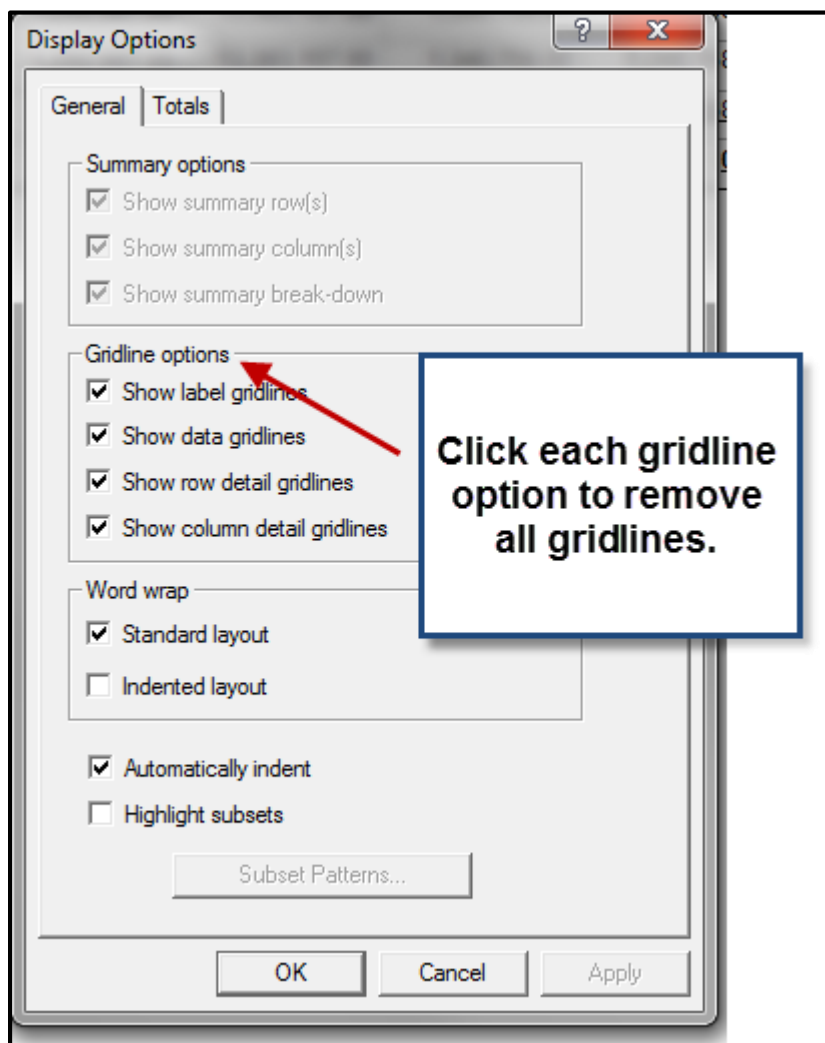 Display Options
?
X
General
Totals
Summary options
Show summary row(s)
Show summary column(s)
Show summary break-down
Gridline options
Show label gridlines
Show data gridlines
Show row detail gridlines
Show column detail gridlines
Click each gridline
option to remove
all gridlines.
Word wrap
Standard layout
Indented layout
Automatically indent
Highlight subsets
Subset Patterns...
OK
Cancel
Apply